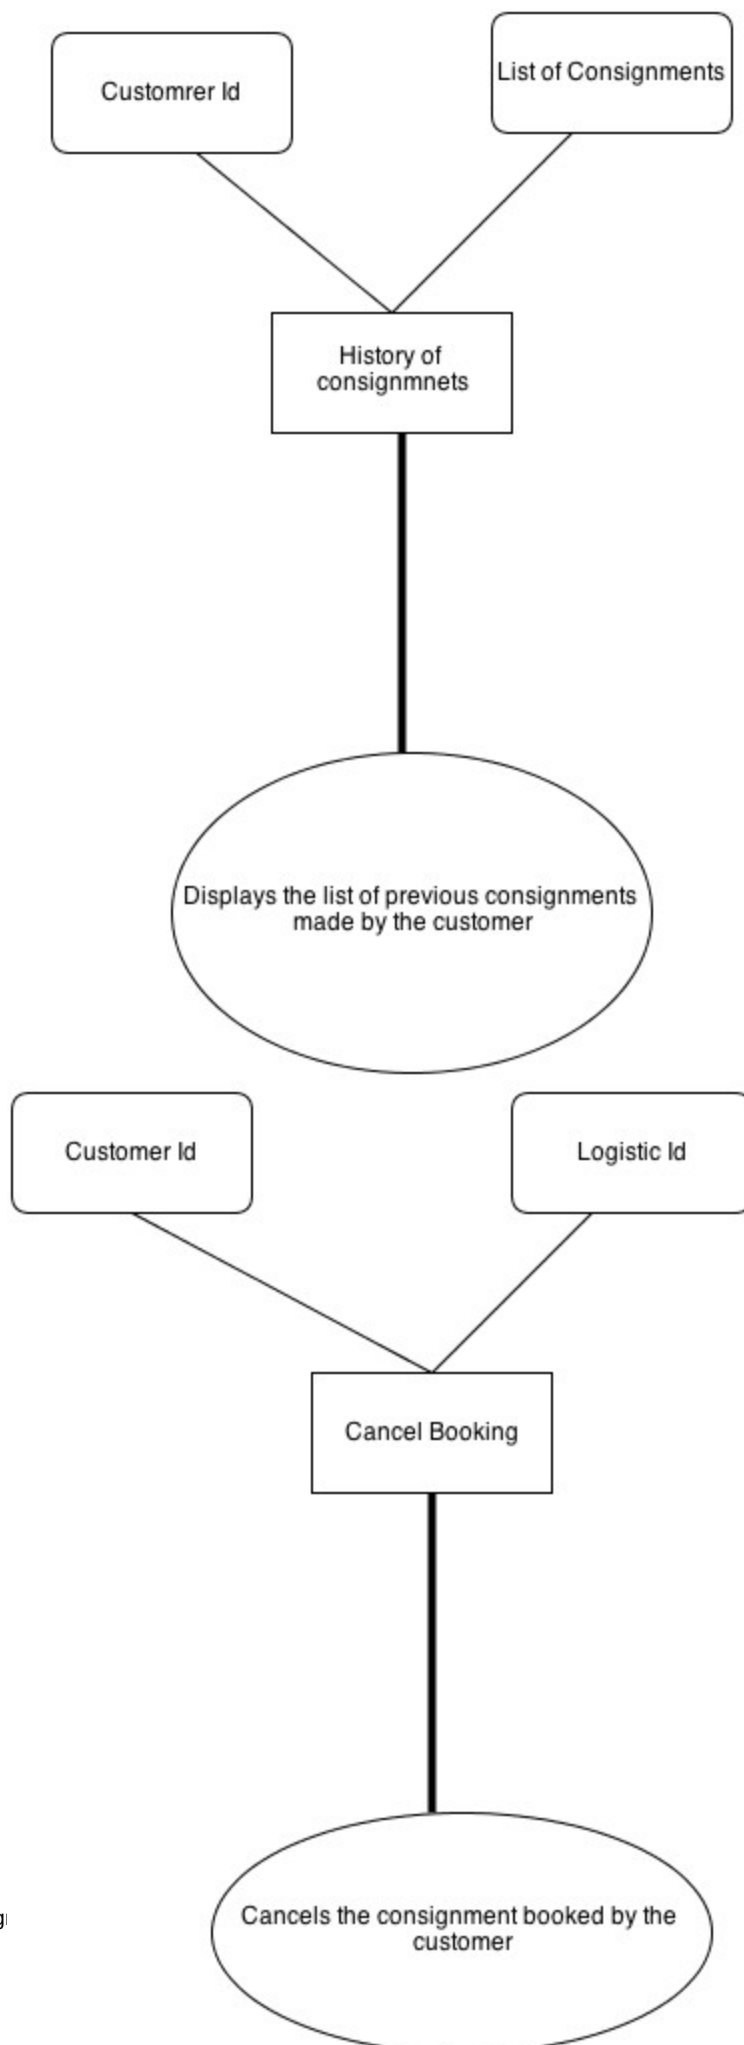 Customrer Id
List of Consignments
History of
consignmnets
Displays the list of previous consignments
made by the customer
Customer Id
Logistic Id
Cancel Booking
Cancels the consignment booked by the
customer